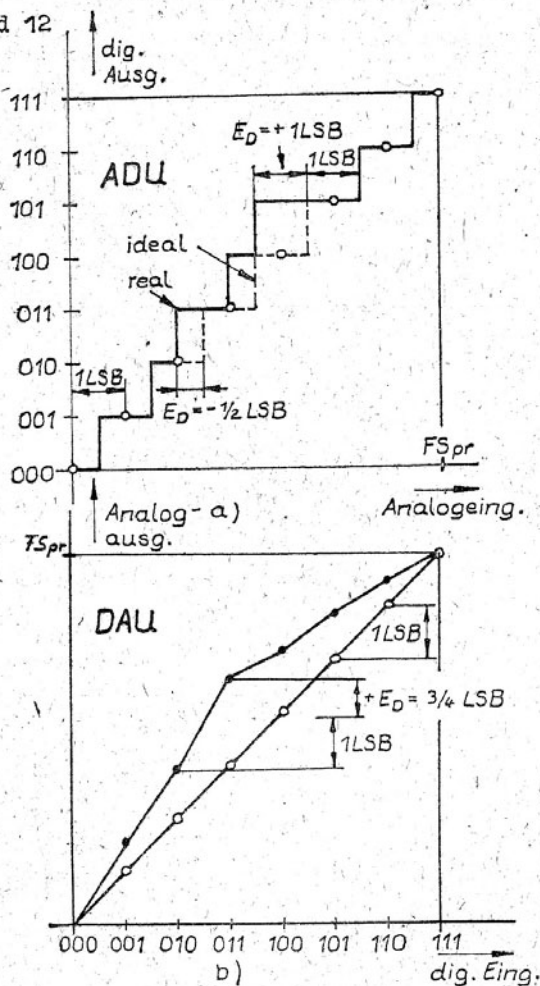 d 12
dig.
Ausg.
111
110
101
100
011
010
001
000
ADU
E_D = + 1LSB
1LSB
ideal
real
1LSB
E_D = - 1/2 LSB
FSpr
Analogeing.
Analog- a)
ausg.
FSpr
DAU
1LSB
+ E_D = 3/4 LSB
1LSB
000 001 010 011 100 101 110 111
b)
dig. Eing.